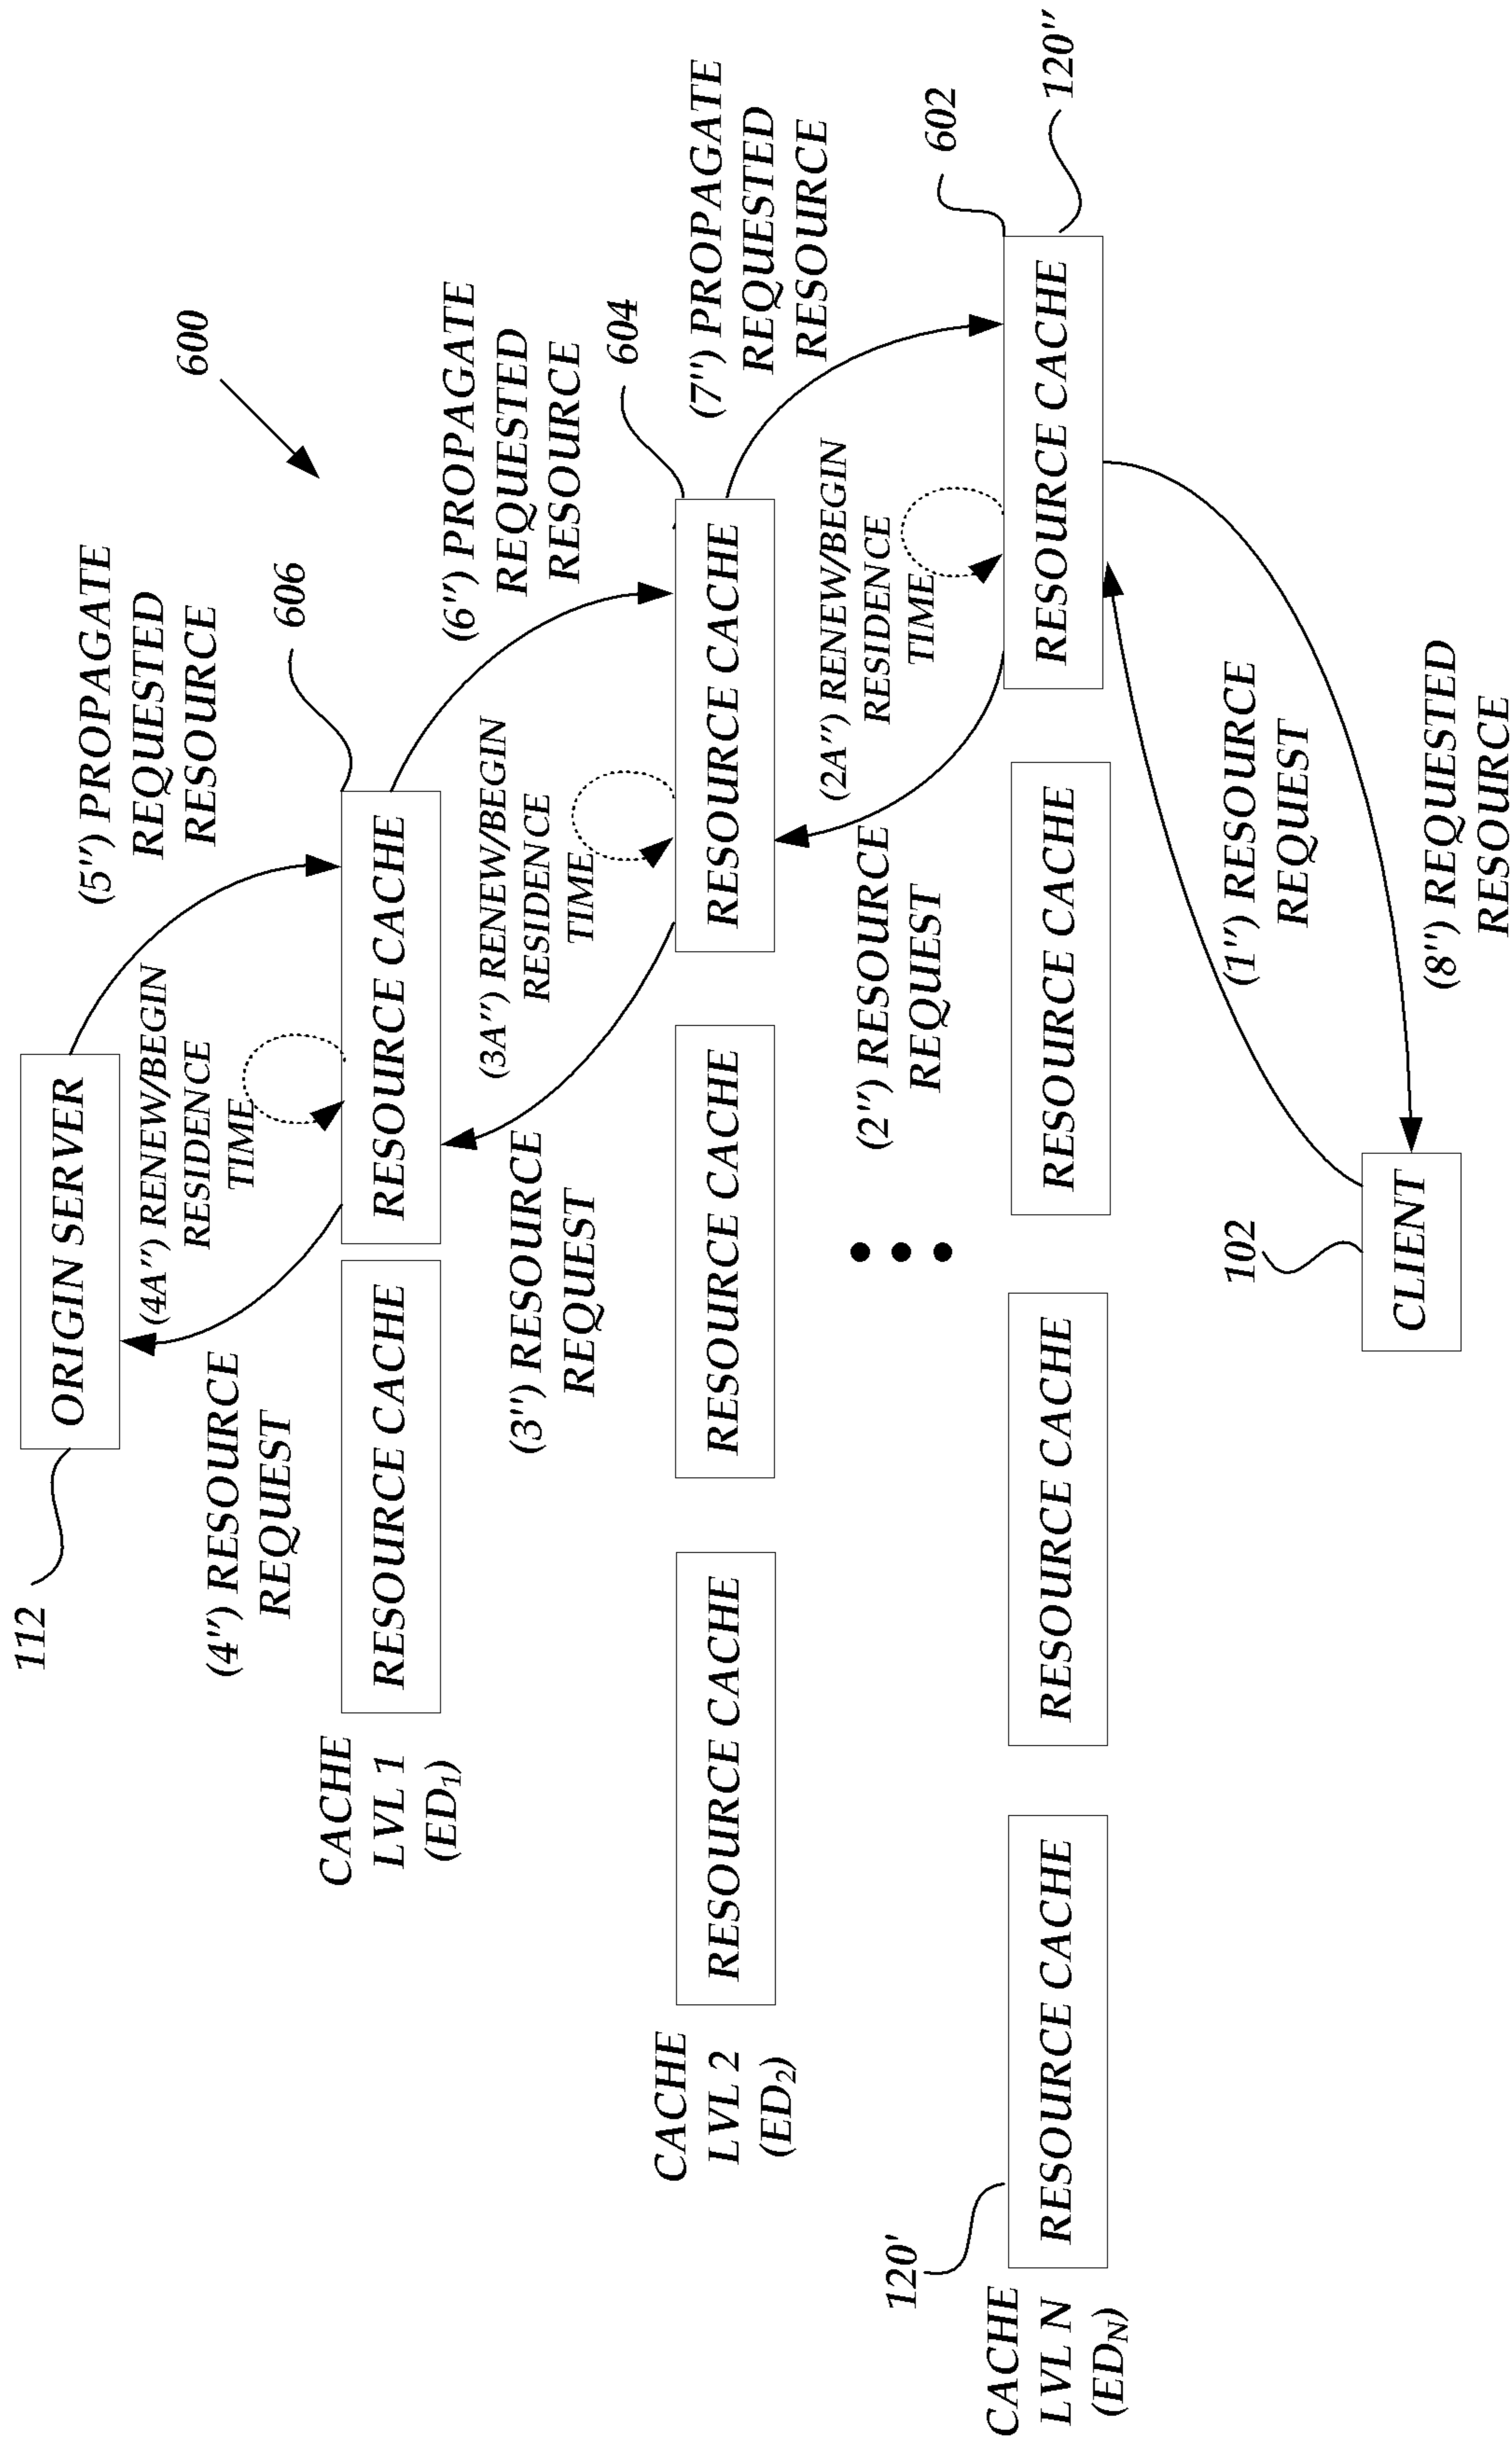 600
112
ORIGIN SERVER
(5") PROPAGATE
REQUESTED
RESOURCE
(4A") RENEW/BEGIN
RESIDENCE
TIME
(4") RESOURCE
REQUEST
606
CACHE
LVL 1
(ED1)
RESOURCE CACHE
RESOURCE CACHE
(6") PROPAGATE
REQUESTED
RESOURCE
(3A") RENEW/BEGIN
RESIDENCE
TIME
(3") RESOURCE
REQUEST
604
CACHE
LVL 2
(ED2)
RESOURCE CACHE
RESOURCE CACHE
RESOURCE CACHE
(7") PROPAGATE
REQUESTED
RESOURCE
(2A") RENEW/BEGIN
RESIDENCE
TIME
(2") RESOURCE
REQUEST
602
120'
CACHE
LVL N
(EDN)
RESOURCE CACHE
RESOURCE CACHE
RESOURCE CACHE
RESOURCE CACHE
120"
(1") RESOURCE
REQUEST
102
CLIENT
(8") REQUESTED
RESOURCE